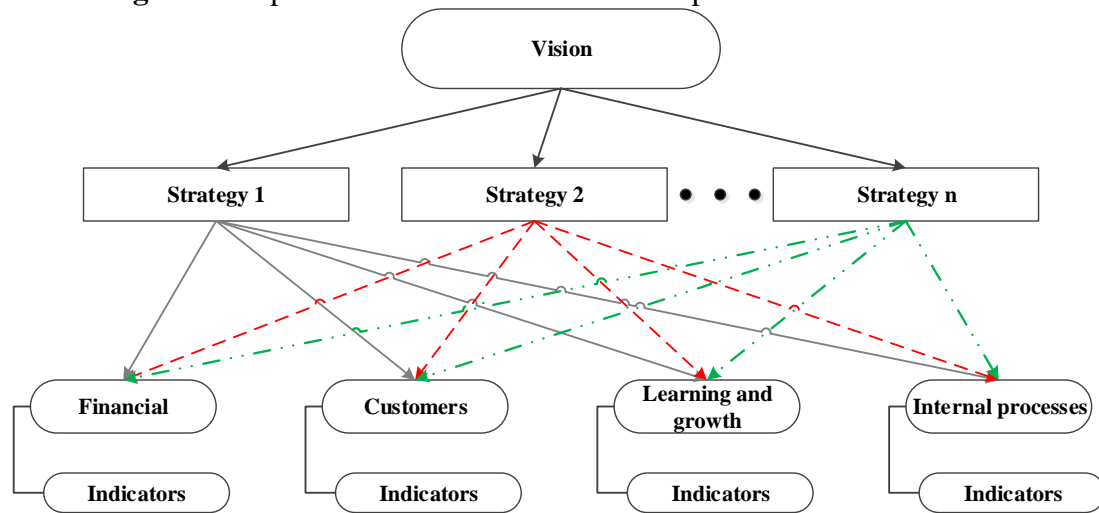 Vision
Strategy 1
Strategy 2
Strategy n
Financial
Customers
Learning and
growth
Internal processes
Indicators
Indicators
Indicators
Indicators